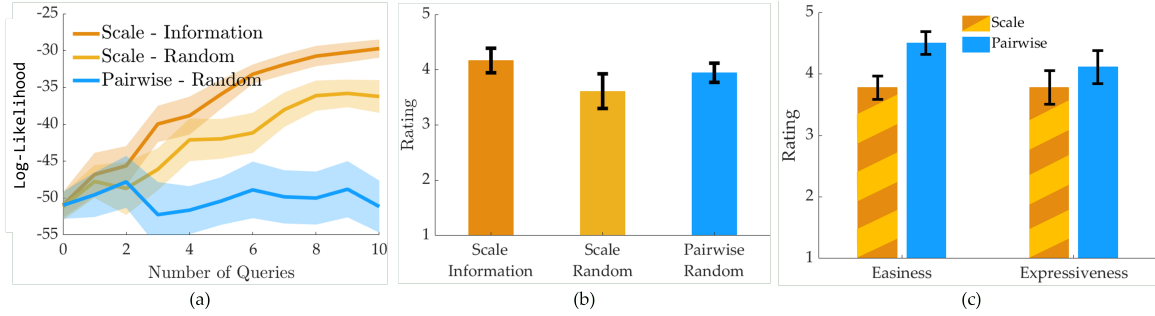 -25
-30
-35
-40
-45
-50
-55
Log-Likelihood
Scale - Information
Scale - Random
Pairwise - Random
0
2
4
6
8
10
Number of Queries
(a)
5
4
3
2
1
Rating
Scale
Information
Scale
Random
Pairwise
Random
(b)
5
4
3
2
1
Rating
Scale
Pairwise
Easiness
Expressiveness
(c)